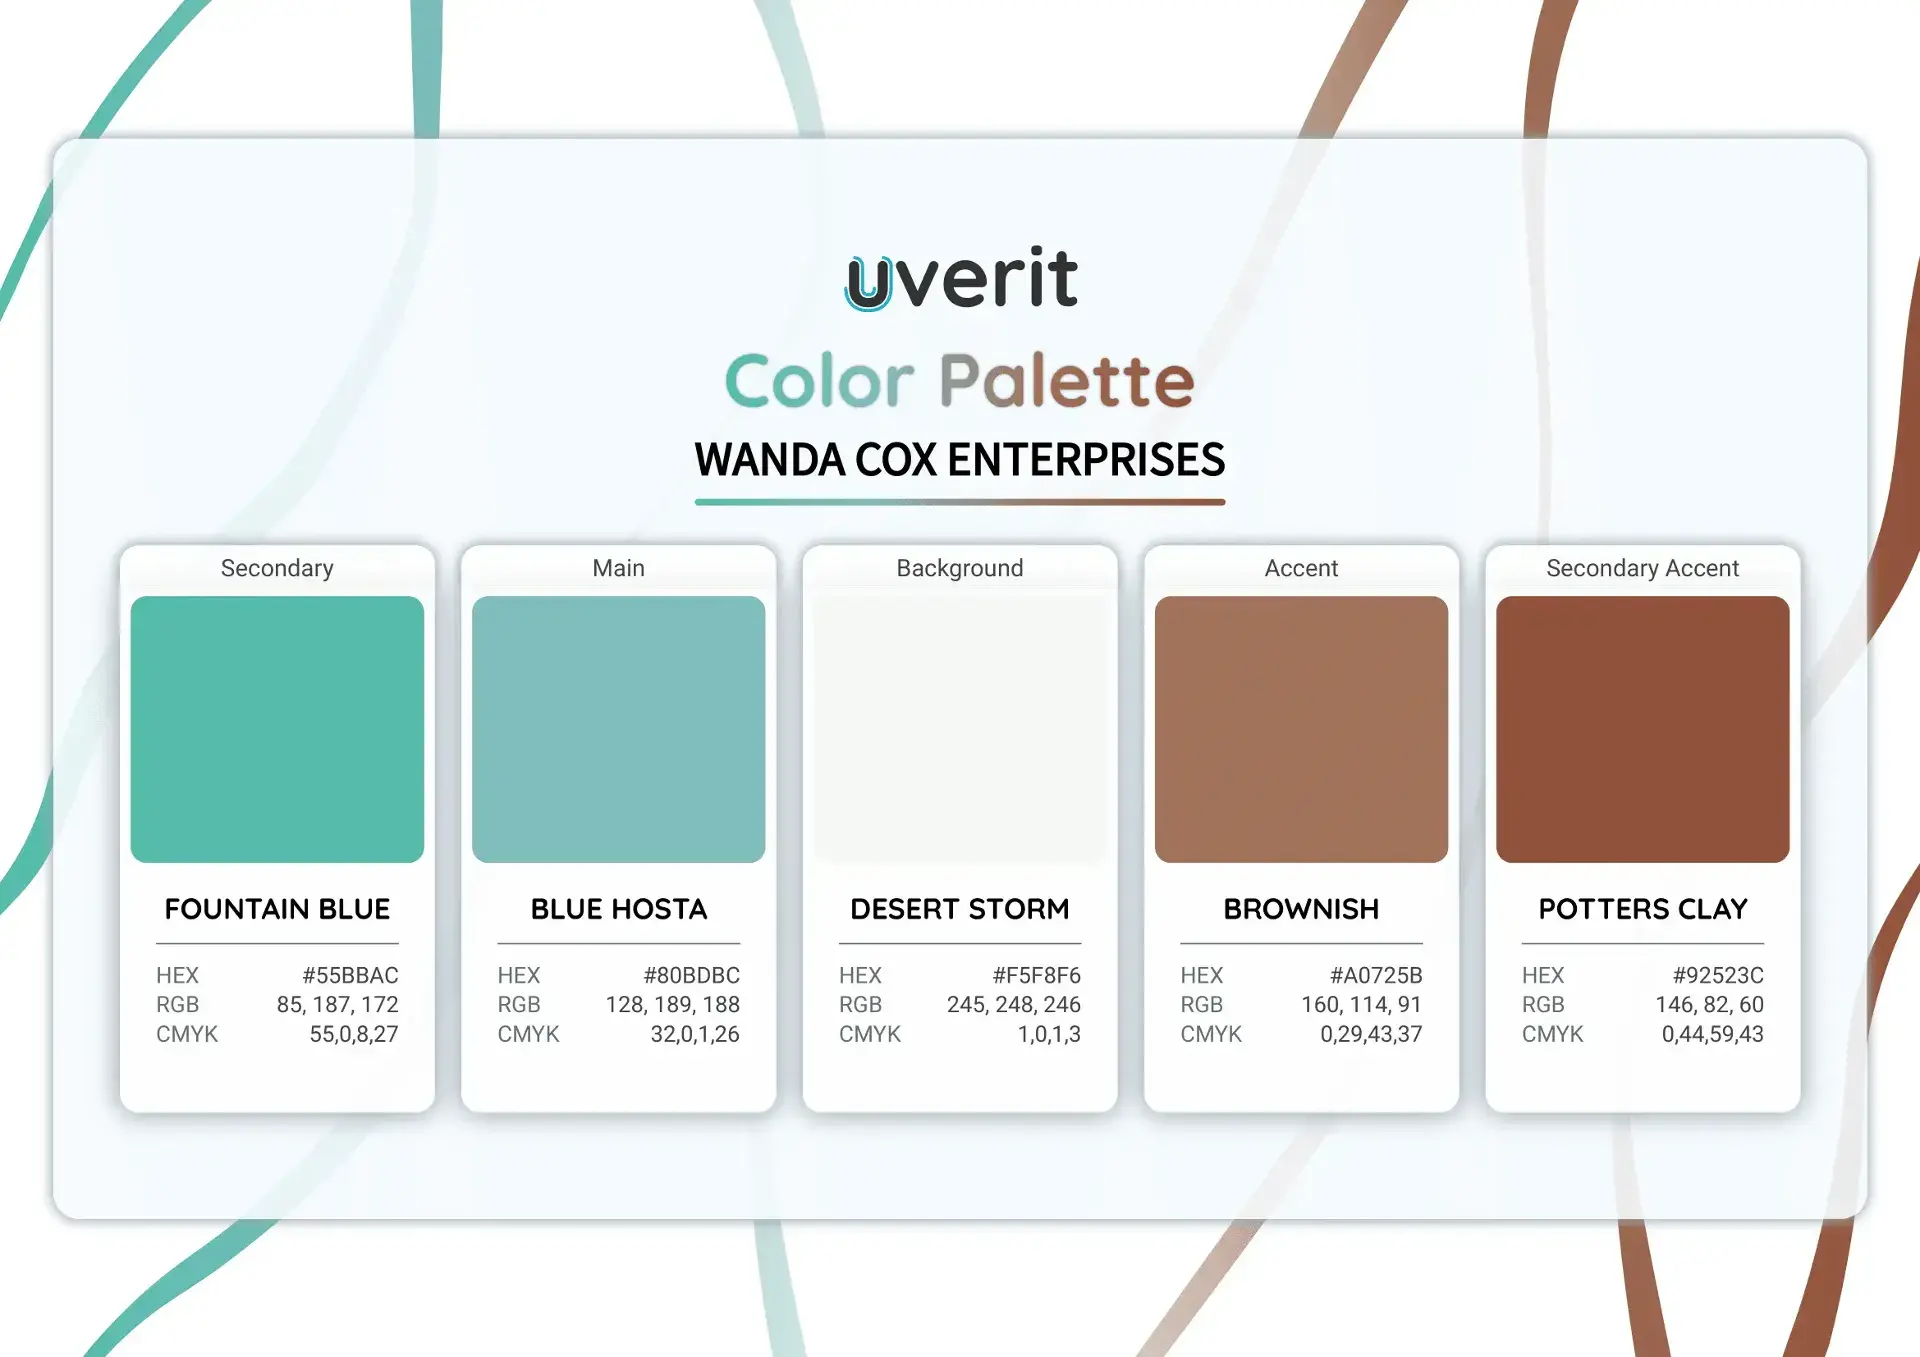 uverit
Color Palette
WANDA COX ENTERPRISES
Secondary
FOUNTAIN BLUE
HEX #55BBAC
RGB 85, 187, 172
CMYK 55,0,8,27
Main
BLUE HOSTA
HEX #80BDBC
RGB 128, 189, 188
CMYK 32,0,1,26
Background
DESERT STORM
HEX #F5F8F6
RGB 245, 248, 246
CMYK 1,0,1,3
Accent
BROWNISH
HEX #A0725B
RGB 160, 114, 91
CMYK 0,29,43,37
Secondary Accent
POTTERS CLAY
HEX #92523C
RGB 146, 82, 60
CMYK 0,44,59,43